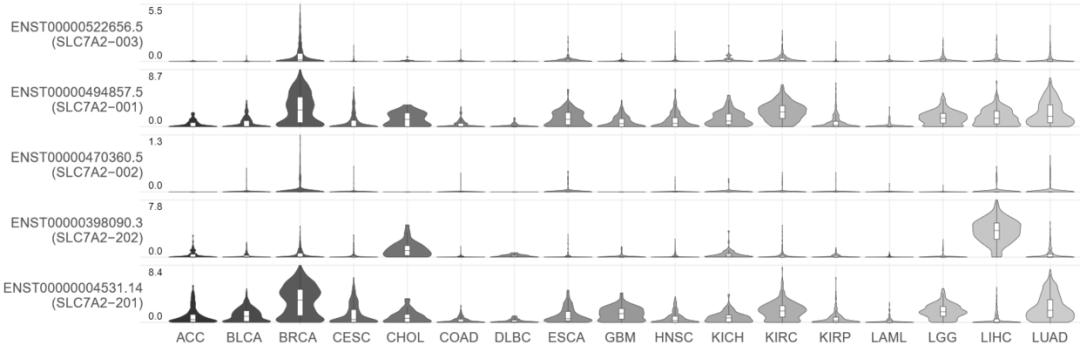 5.5
ENST00000522656.5
(SLC7A2−003)
0.0
8.7
ENST00000494857.5
(SLC7A2−001)
0.0
1.3
ENST00000470360.5
(SLC7A2−002)
0.0
7.8
ENST00000398090.3
(SLC7A2−202)
0.0
8.4
ENST00000004531.14
(SLC7A2−201)
0.0
ACC BLCA BRCA CESC CHOL COAD DLBC ESCA GBM HNSC KICH KIRC KIRP LAML LGG LIHC LUAD